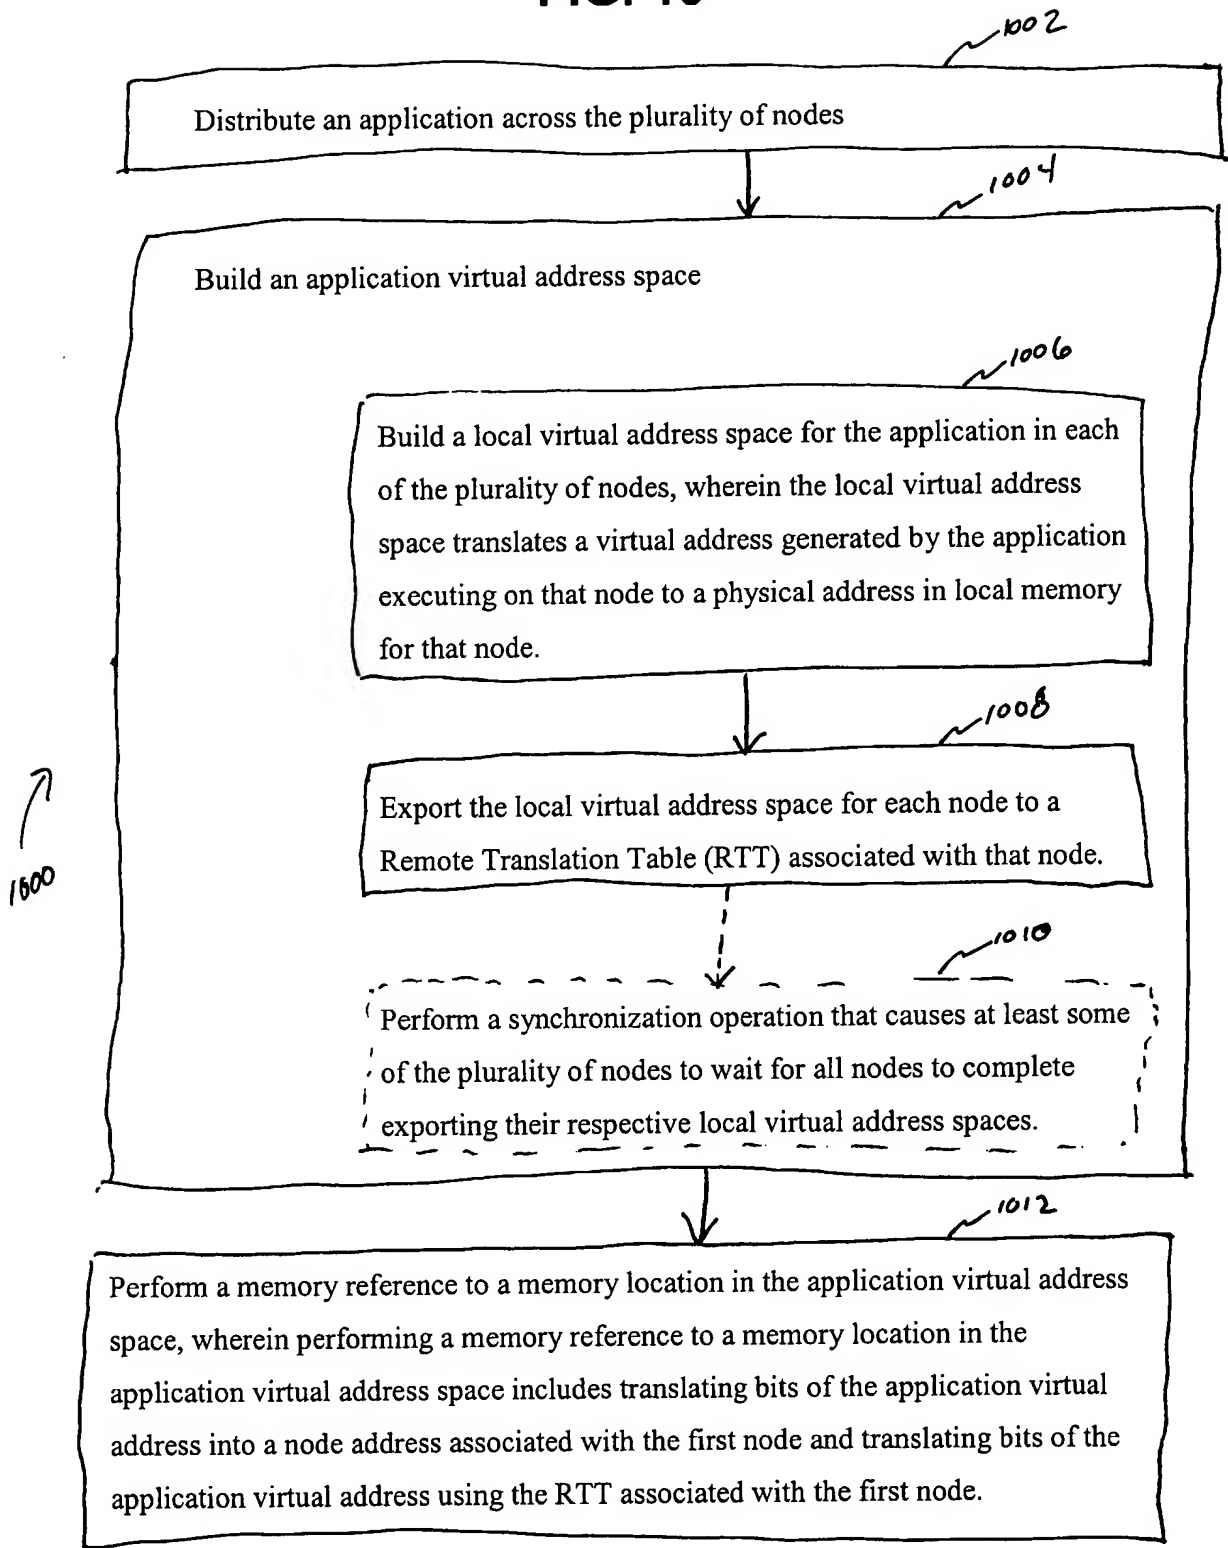 1002
Distribute an application across the plurality of nodes
1004
Build an application virtual address space
1006
Build a local virtual address space for the application in each
of the plurality of nodes, wherein the local virtual address
space translates a virtual address generated by the application
executing on that node to a physical address in local memory
for that node.
1008
Export the local virtual address space for each node to a
Remote Translation Table (RTT) associated with that node.
1000
1010
Perform a synchronization operation that causes at least some
of the plurality of nodes to wait for all nodes to complete
exporting their respective local virtual address spaces.
1012
Perform a memory reference to a memory location in the application virtual address
space, wherein performing a memory reference to a memory location in the
application virtual address space includes translating bits of the application virtual
address into a node address associated with the first node and translating bits of the
application virtual address using the RTT associated with the first node.